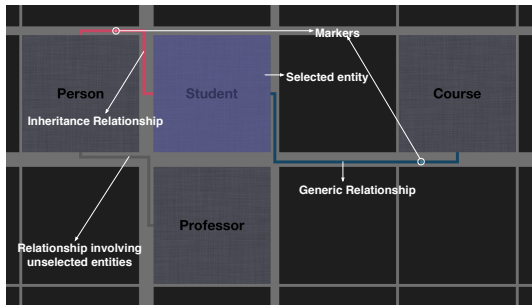 Markers
Selected entity
Person
Student
Course
Inheritance Relationship
Generic Relationship
Professor
Relationship involving
unselected entities